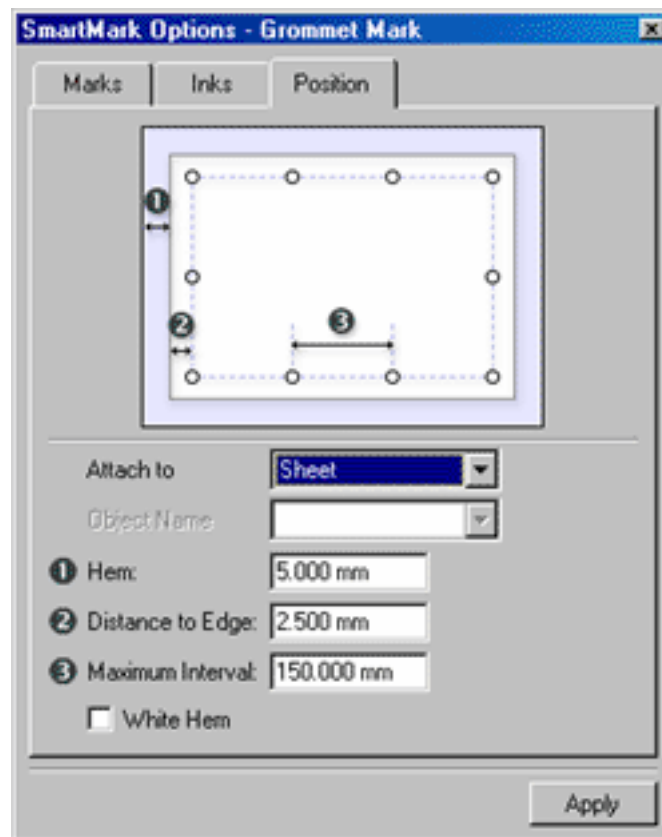 SmartMark Options - Grommet Mark
Marks Inks Position
1
2
3
Attach to Sheet
Object Name
1 Hem: 5.000 mm
2 Distance to Edge: 2.500 mm
3 Maximum Interval: 150.000 mm
White Hem
Apply